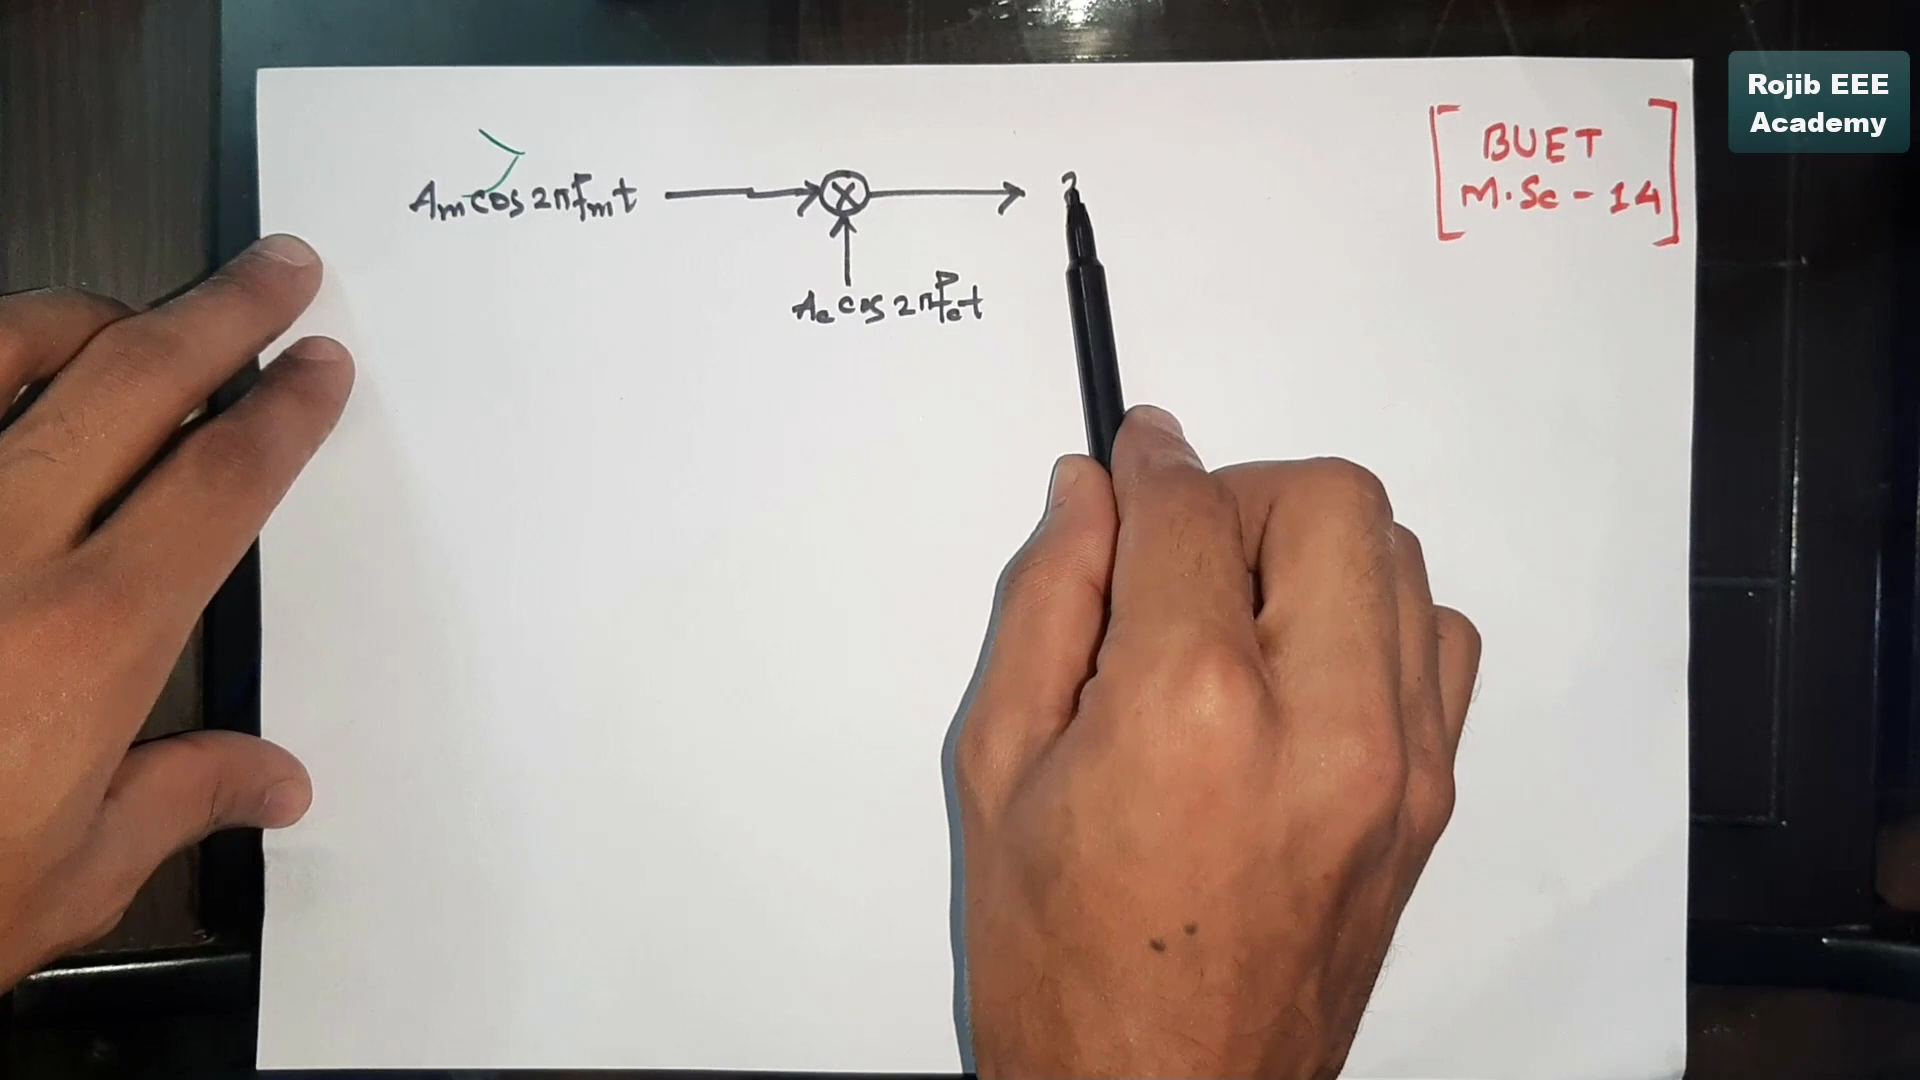 Rojib EEE
Academy
BUET
M.Sc - 14
Am cos 2πfmt
?
Ac cos 2πfct